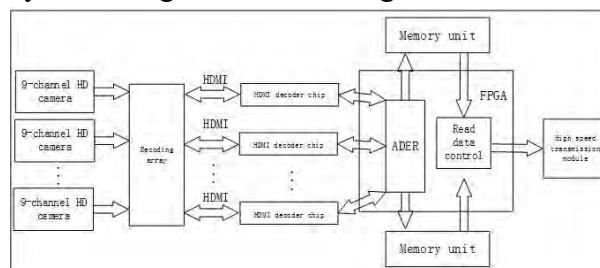 Memory unit
9-channel HD
camera
HDMI
HDMI decoder chip
FPGA
9-channel HD
camera
Decoding
array
HDMI
HDMI decoder chip
ADER
Read
data
control
High speed
transmission
module
9-channel HD
camera
HDMI
HDMI decoder chip
Memory unit